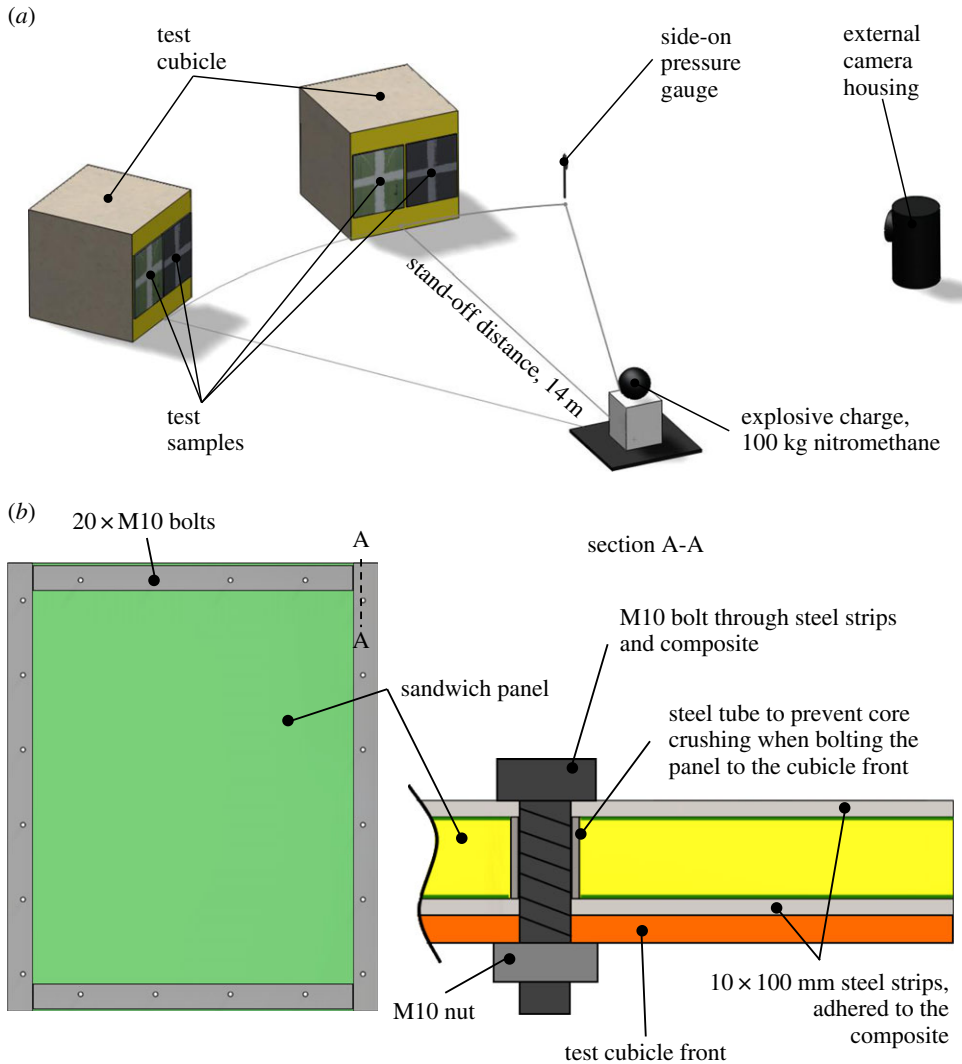 (a)
test
cubicle
side-on
pressure
gauge
external
camera
housing
stand-off distance, 14 m
test
samples
explosive charge,
100 kg nitromethane
(b)
20 × M10 bolts
A
A
section A-A
M10 bolt through steel strips
and composite
sandwich panel
steel tube to prevent core
crushing when bolting the
panel to the cubicle front
M10 nut
10 × 100 mm steel strips,
adhered to the
composite
test cubicle front